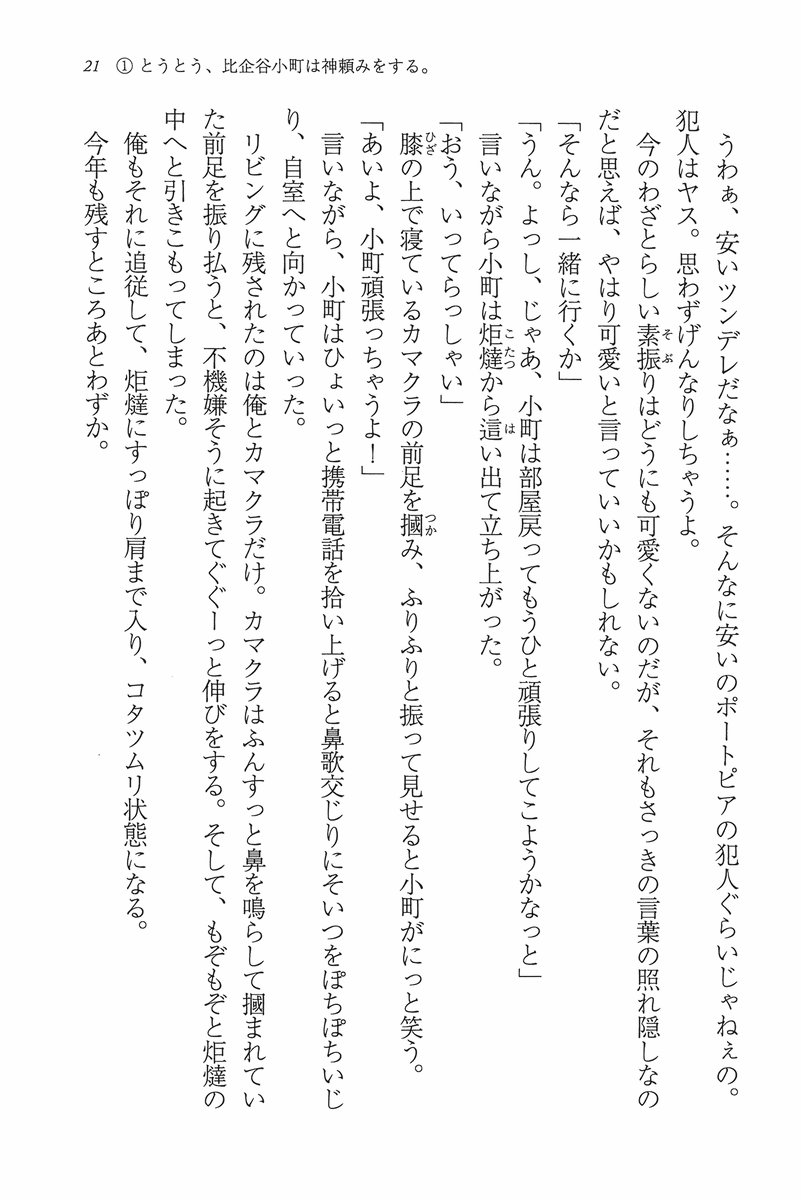 21 ① とうとう、比企谷小町は神頼みをする。
うわぁ、安いツンデレだなぁ……。そんなに安いのポートピアの犯人ぐらいじゃねぇの。
犯人はヤス。思わずげんなりしちゃうよ。
今のわざとらしい素振りはどうにも可愛くないのだが、それもさっきの言葉の照れ隠しなの
だと思えば、やはり可愛いと言っていいかもしれない。
「そんなら一緒に行くか」
「うん。よっし、じゃあ、小町は部屋戻ってもうひと頑張りしてこようかなっと」
言いながら小町は炬燵から這い出て立ち上がった。
「おう、いってらっしゃい」
膝の上で寝ているカマクラの前足を摑み、ふりふりと振って見せると小町がにっと笑う。
「あいよ、小町頑張っちゃうよ！」
言いながら、小町はひょいっと携帯電話を拾い上げると鼻歌交じりにそいつをぽちぽちいじ
り、自室へと向かっていった。
リビングに残されたのは俺とカマクラだけ。カマクラはふんすっと鼻を鳴らして摑まれてい
た前足を振り払うと、不機嫌そうに起きてぐぐーっと伸びをする。そして、もぞもぞと炬燵の
中へと引きこもってしまった。
俺もそれに追従して、炬燵にすっぽり肩まで入り、コタツムリ状態になる。
今年も残すところあとわずか。